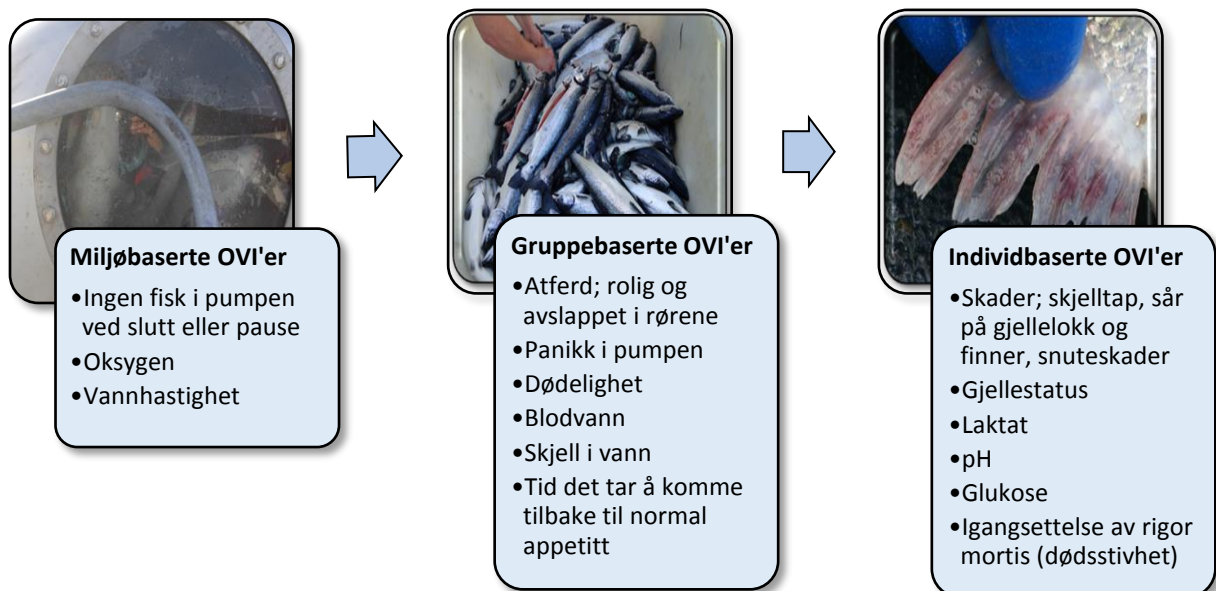 Miljøbaserte OVI'er
•Ingen fisk i pumpen
ved slutt eller pause
•Oksygen
•Vannhastighet
Gruppebaserte OVI'er
•Atferd; rolig og
avslappet i rørene
•Panikk i pumpen
•Dødelighet
•Blodvann
•Skjell i vann
•Tid det tar å komme
tilbake til normal
appetitt
Individbaserte OVI'er
•Skader; skjelltap, sår
på gjellelokk og
finner, snuteskader
•Gjellestatus
•Laktat
•pH
•Glukose
•Igangsettelse av rigor
mortis (dødsstivhet)